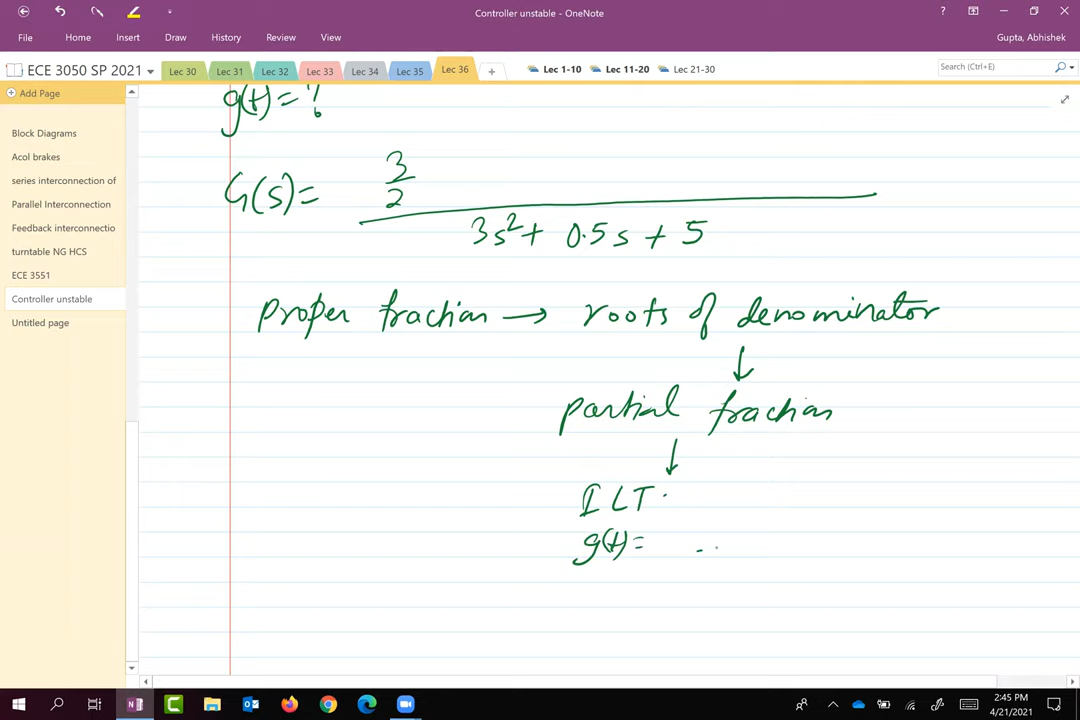 Controller unstable - OneNote
?
File Home Insert Draw History Review View
Gupta, Abhishek
ECE 3050 SP 2021
Lec 30 Lec 31 Lec 32 Lec 33 Lec 34 Lec 35 Lec 36 + Lec 1-10 Lec 11-20 Lec 21-30
Search (Ctrl+E)
Add Page
Block Diagrams
Acol brakes
series interconnection of
Parallel Interconnection
Feedback interconnectio
turntable NG HCS
ECE 3551
Controller unstable
Untitled page
g(t) = ?
3
G(s) = 2
3s²+ 0.5s + 5
proper fraction → roots of denominator
↓
partial fraction
↓
ILT.
g(t) = ..
2:45 PM
4/21/2021